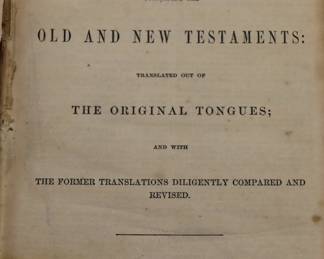 OLD AND NEW TESTAMENTS:
TRANSLATED OUT OF
THE ORIGINAL TONGUES;
AND WITH
THE FORMER TRANSLATIONS DILIGENTLY COMPARED AND
REVISED.